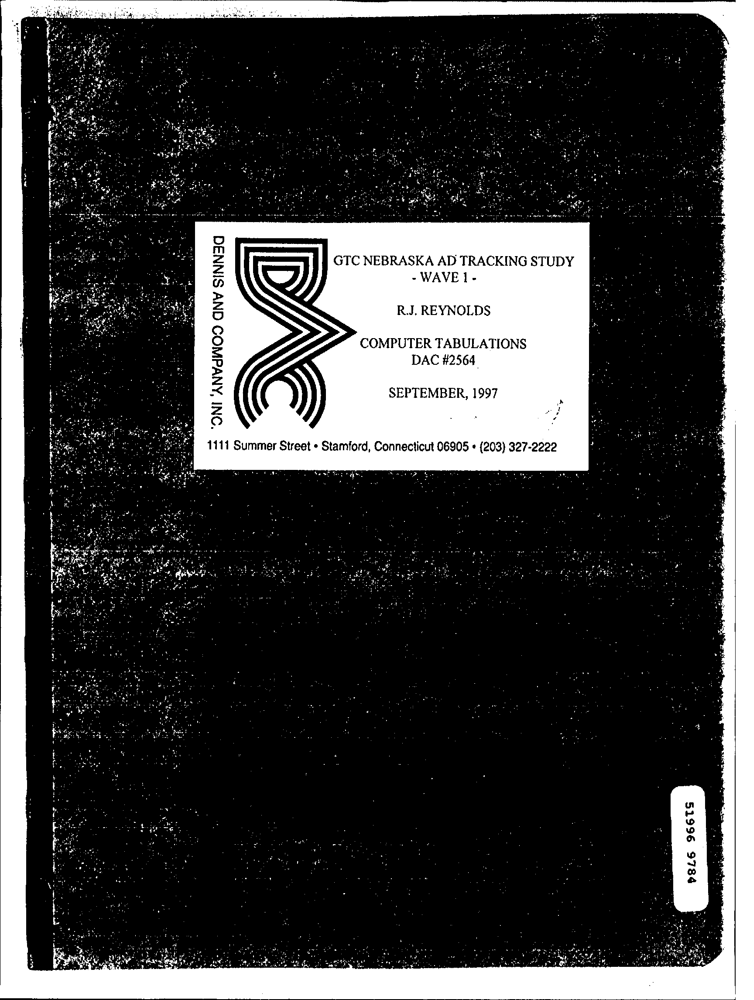 DENNIS AND COMPANY, INC.
GTC NEBRASKA AD TRACKING STUDY
- WAVE 1 -
R.J. REYNOLDS
COMPUTER TABULATIONS
DAC #2564
SEPTEMBER, 1997
1111 Summer Street • Stamford, Connecticut 06905 • (203) 327-2222
51996 9784